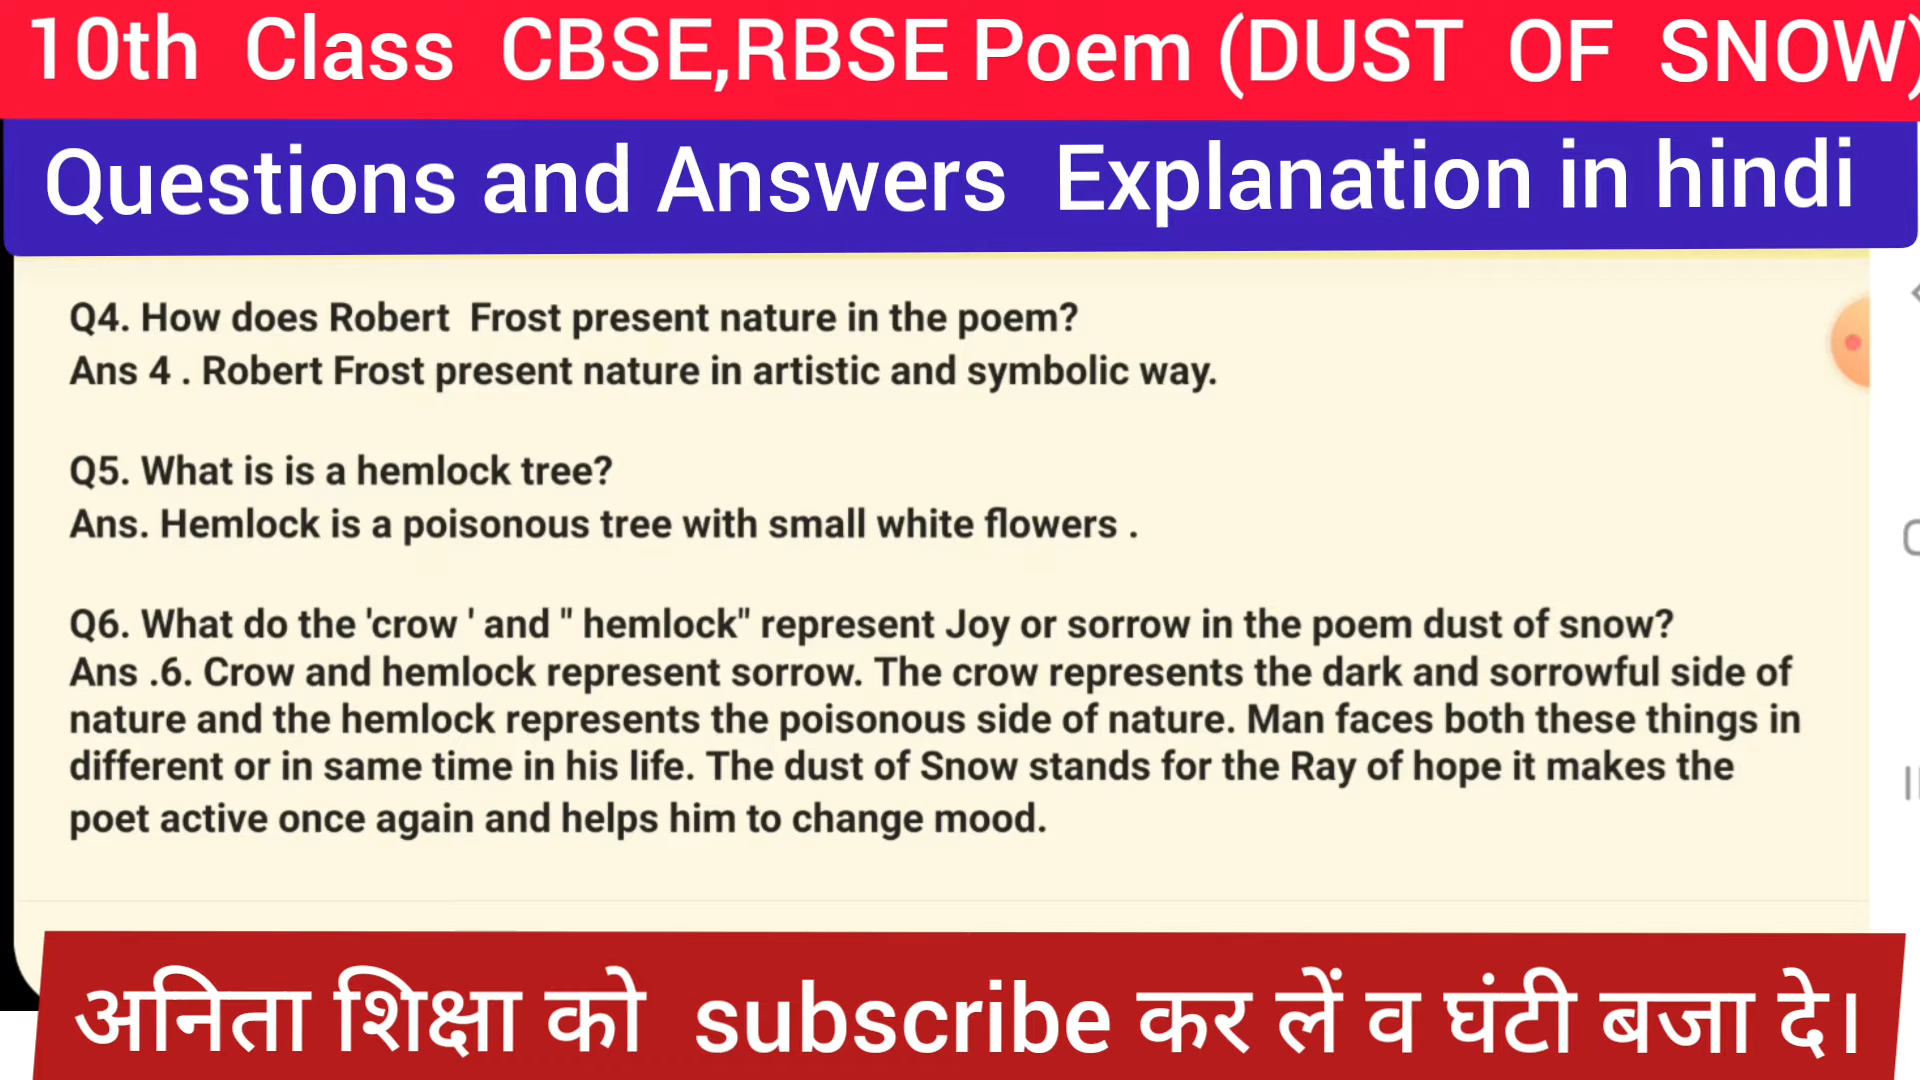 10th Class CBSE,RBSE Poem (DUST OF SNOW)
Questions and Answers Explanation in hindi
Q4. How does Robert Frost present nature in the poem?
Ans 4 . Robert Frost present nature in artistic and symbolic way.
Q5. What is is a hemlock tree?
Ans. Hemlock is a poisonous tree with small white flowers .
Q6. What do the 'crow ' and " hemlock" represent Joy or sorrow in the poem dust of snow?
Ans .6. Crow and hemlock represent sorrow. The crow represents the dark and sorrowful side of
nature and the hemlock represents the poisonous side of nature. Man faces both these things in
different or in same time in his life. The dust of Snow stands for the Ray of hope it makes the
poet active once again and helps him to change mood.
अनिता शिक्षा को subscribe कर लें व घंटी बजा दे।